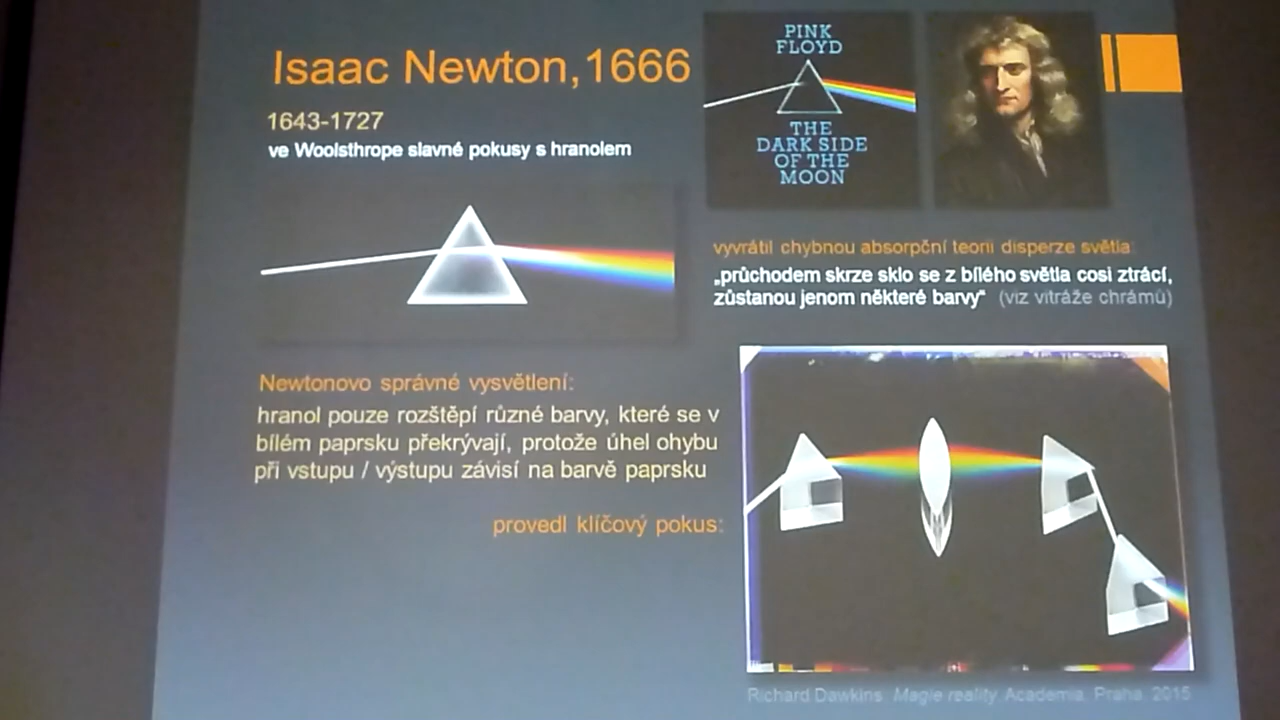 Isaac Newton, 1666
1643-1727
ve Woolsthrope slavné pokusy s hranolem
PINK
FLOYD
THE
DARK SIDE
OF THE
MOON
vyvrátil chybnou absorpční teorii disperze světla:
„průchodem skrze sklo se z bílého světla cosi ztrácí,
zůstanou jenom některé barvy“ (viz vitráže chrámů)
Newtonovo správné vysvětlení:
hranol pouze rozštěpí různé barvy, které se v
bílém paprsku překrývají, protože úhel ohybu
při vstupu / výstupu závisí na barvě paprsku
provedl klíčový pokus:
Richard Dawkins: Magie reality. Academia, Praha 2015